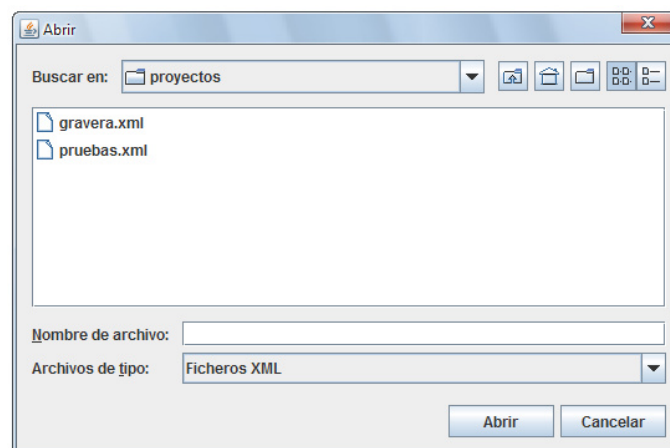 Abrir
Buscar en: proyectos
gravera.xml
pruebas.xml
Nombre de archivo:
Archivos de tipo: Ficheros XML
Abrir Cancelar